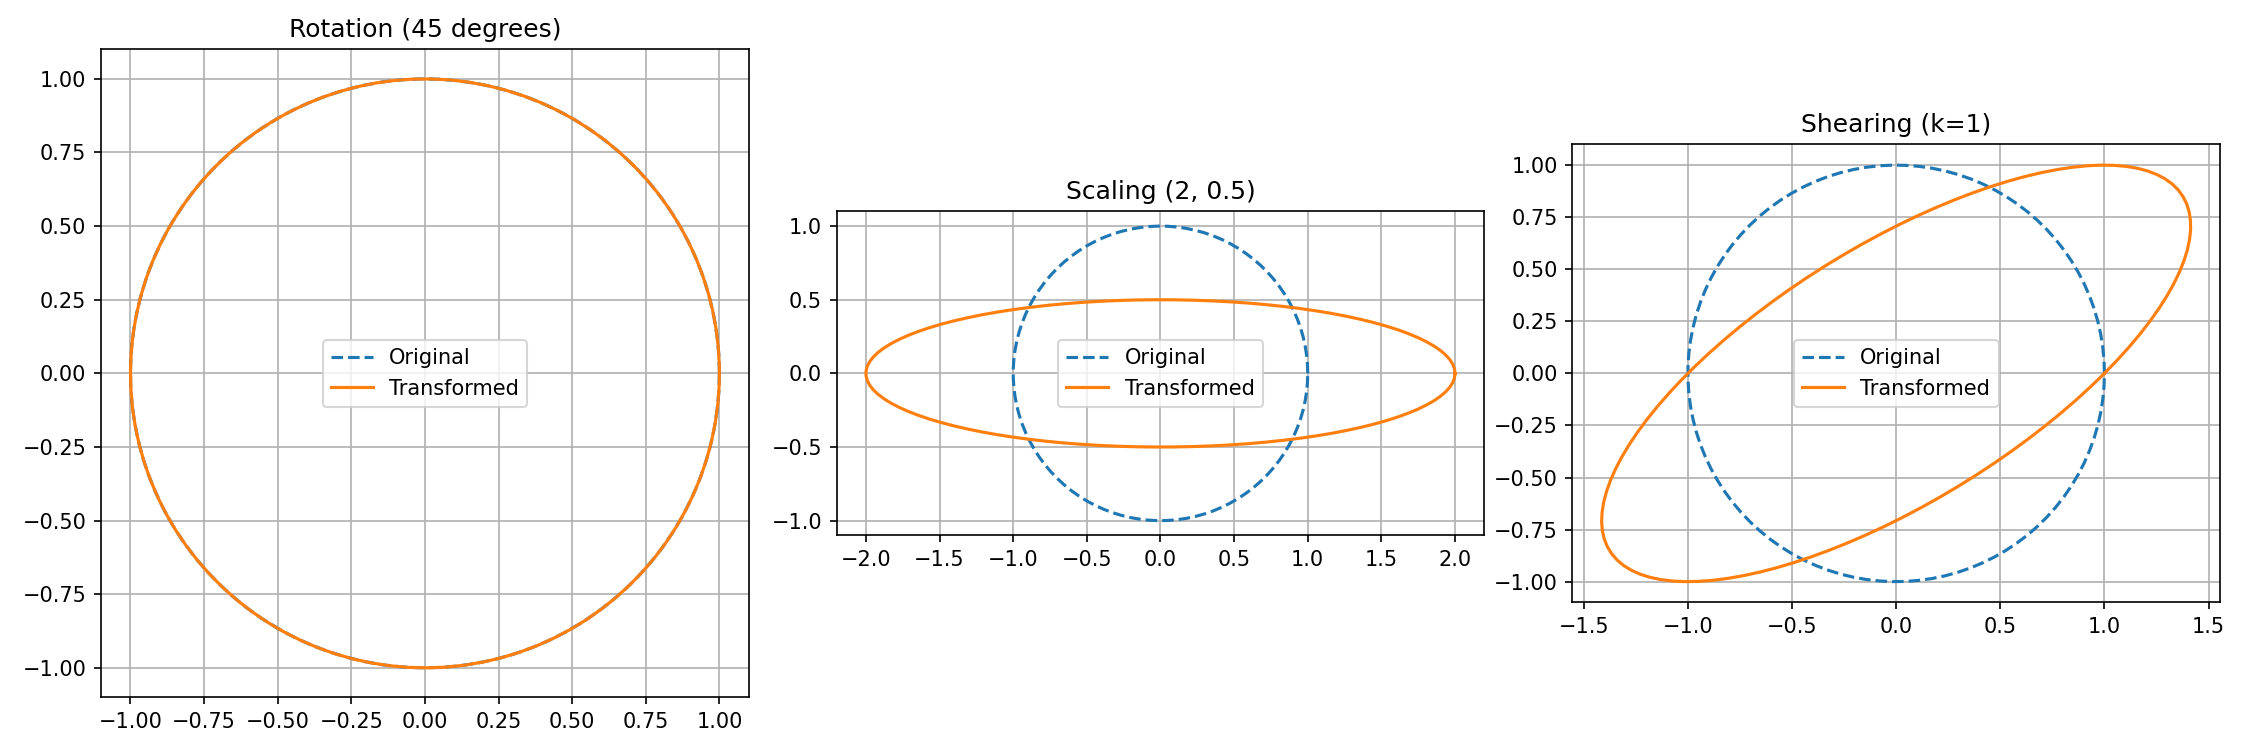 Rotation (45 degrees)
1.00
0.75
0.50
0.25
0.00
−0.25
−0.50
−0.75
−1.00
Original
Transformed
−1.00 −0.75 −0.50 −0.25 0.00 0.25 0.50 0.75 1.00
Scaling (2, 0.5)
1.0
0.5
0.0
−0.5
−1.0
Original
Transformed
−2.0 −1.5 −1.0 −0.5 0.0 0.5 1.0 1.5 2.0
Shearing (k=1)
1.00
0.75
0.50
0.25
0.00
−0.25
−0.50
−0.75
−1.00
Original
Transformed
−1.5 −1.0 −0.5 0.0 0.5 1.0 1.5